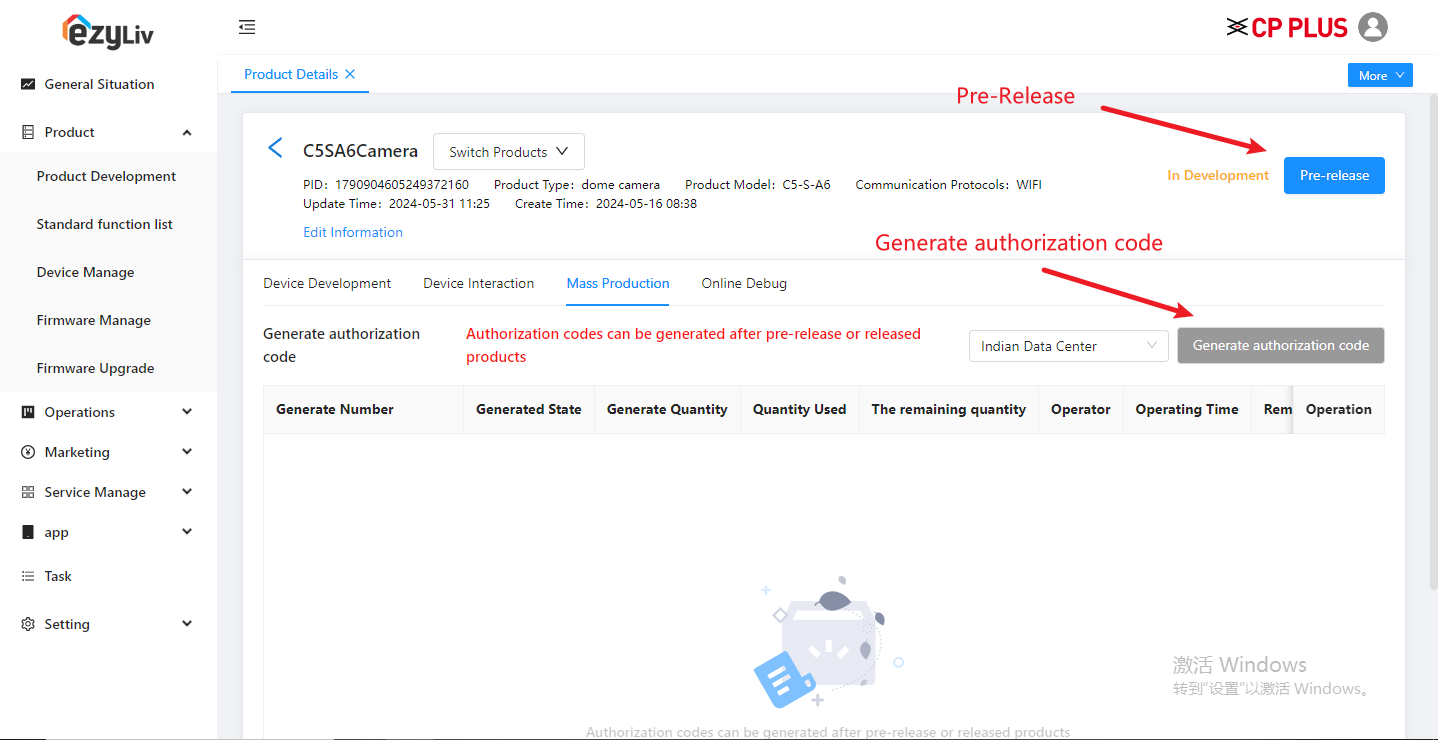 ezyLiv
CP PLUS
General Situation
Product
Product Development
Standard function list
Device Manage
Firmware Manage
Firmware Upgrade
Operations
Marketing
Service Manage
app
Task
Setting
Product Details
More
Pre-Release
C5SA6Camera
Switch Products
PID：1790904605249372160 Product Type：dome camera Product Model：C5-S-A6 Communication Protocols：WIFI
Update Time：2024-05-31 11:25 Create Time：2024-05-16 08:38
Edit Information
In Development
Pre-release
Generate authorization code
Device Development Device Interaction Mass Production Online Debug
Generate authorization
code
Authorization codes can be generated after pre-release or released
products
Indian Data Center
Generate authorization code
Generate Number Generated State Generate Quantity Quantity Used The remaining quantity Operator Operating Time Rem Operation
Authorization codes can be generated after pre-release or released products
激活 Windows
转到“设置”以激活 Windows。